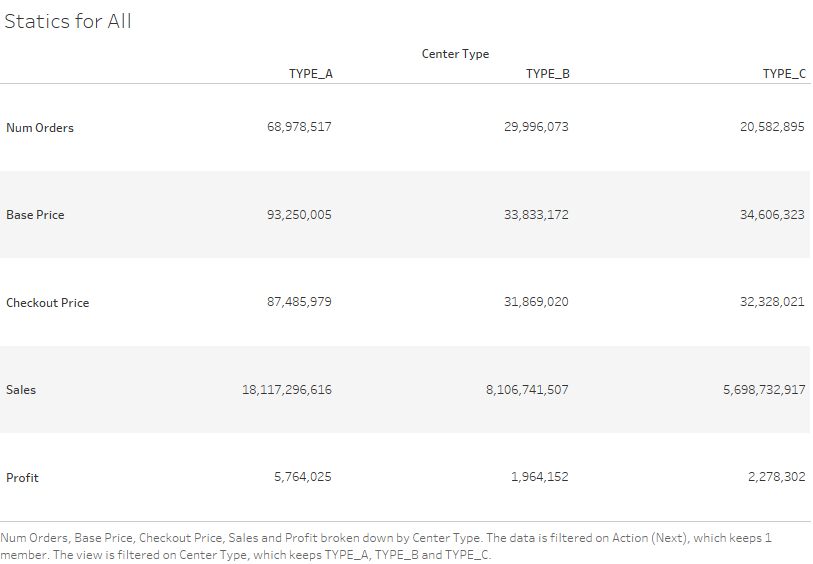 Statics for All
Center Type
TYPE_A TYPE_B TYPE_C
Num Orders 68,978,517 29,996,073 20,582,895
Base Price 93,250,005 33,833,172 34,606,323
Checkout Price 87,485,979 31,869,020 32,328,021
Sales 18,117,296,616 8,106,741,507 5,698,732,917
Profit 5,764,025 1,964,152 2,278,302
Num Orders, Base Price, Checkout Price, Sales and Profit broken down by Center Type. The data is filtered on Action (Next), which keeps 1
member. The view is filtered on Center Type, which keeps TYPE_A, TYPE_B and TYPE_C.